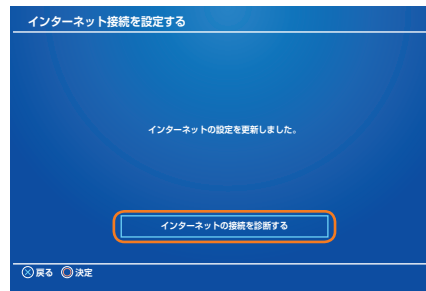 インターネット接続を設定する
インターネットの設定を更新しました。
インターネットの接続を診断する
戻る 決定